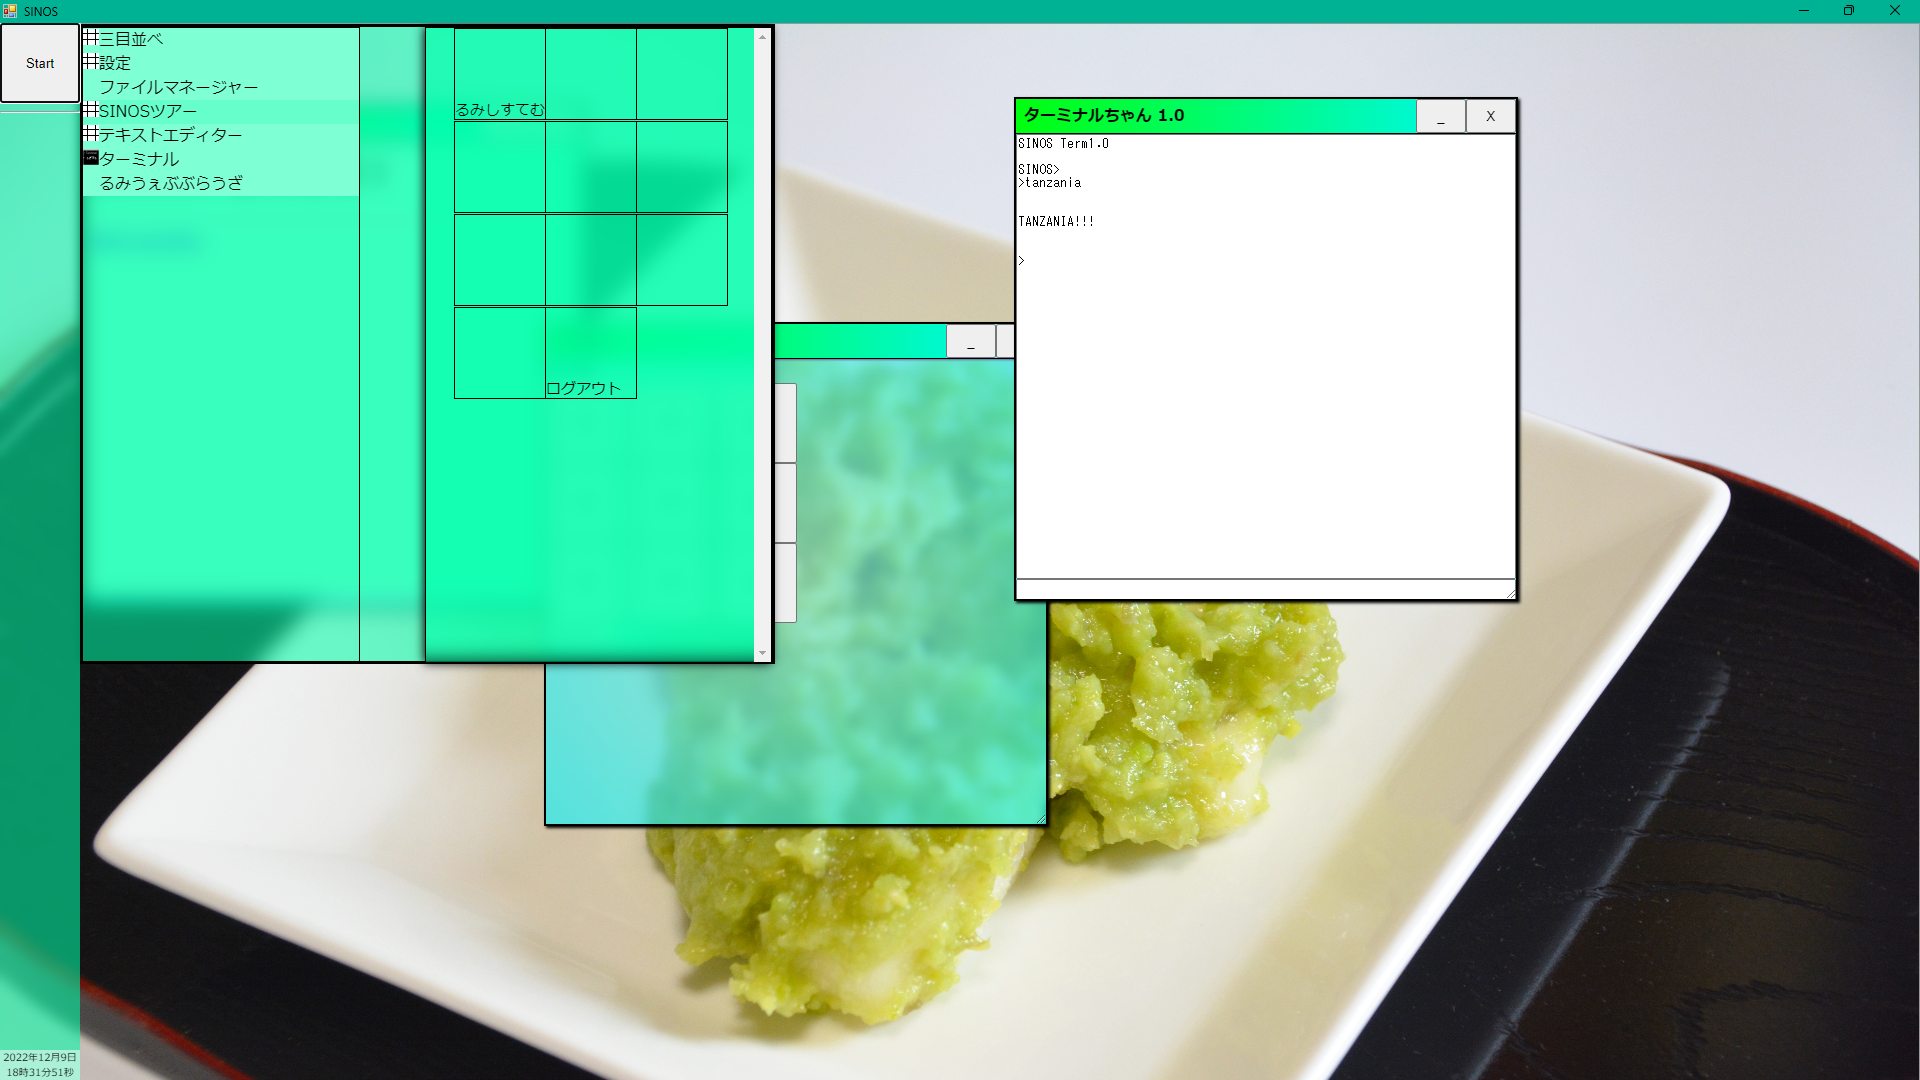 SINOS
Start
三目並べ
設定
ファイルマネージャー
SINOSツアー
テキストエディター
ターミナル
るみうぇぶぶらうざ
るみしすてむ
ログアウト
_
ターミナルちゃん 1.0
_
X
SINOS Term1.0
SINOS>
>tanzania
TANZANIA!!!
>
2022年12月9日
18時31分51秒